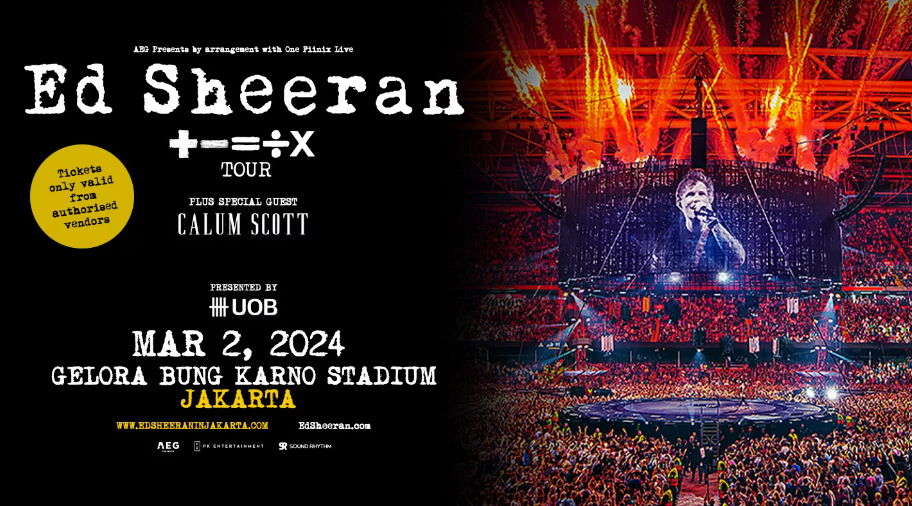 AEG Presents by arrangement with One Fiinix Live
Ed Sheeran
+-=÷x
TOUR
Tickets
only valid
from
authorised
vendors
PLUS SPECIAL GUEST
CALUM SCOTT
PRESENTED BY
UOB
MAR 2, 2024
GELORA BUNG KARNO STADIUM
JAKARTA
WWW.EDSHEERANINJAKARTA.COM EdSheeran.com
AEG PK ENTERTAINMENT SR SOUND RHYTHM